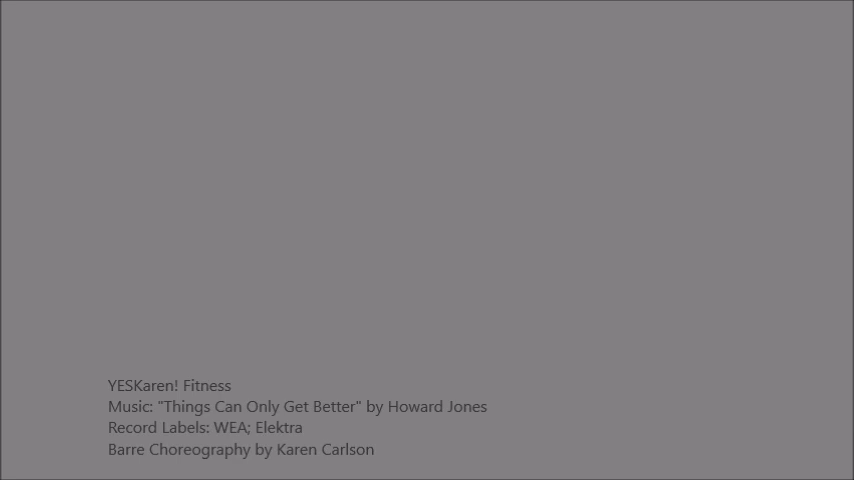 YESKaren! Fitness
Music: "Things Can Only Get Better" by Howard Jones
Record Labels: WEA; Elektra
Barre Choreography by Karen Carlson